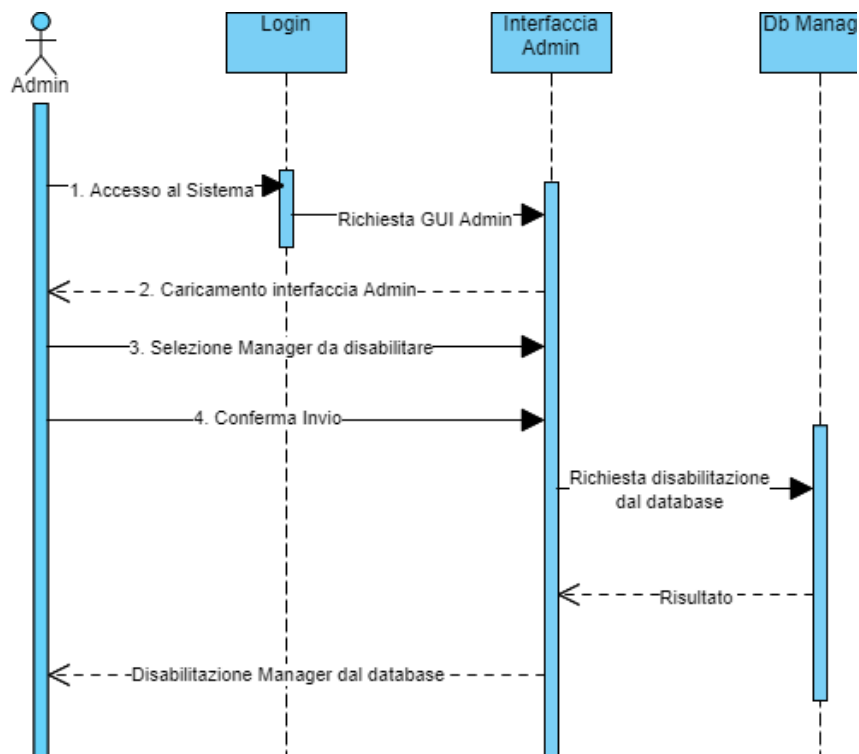 Login
Interfaccia
Admin
Db Manag
Admin
1. Accesso al Sistema
Richiesta GUI Admin
2. Caricamento interfaccia Admin
3. Selezione Manager da disabilitare
4. Conferma Invio
Richiesta disabilitazione
dal database
Risultato
Disabilitazione Manager dal database